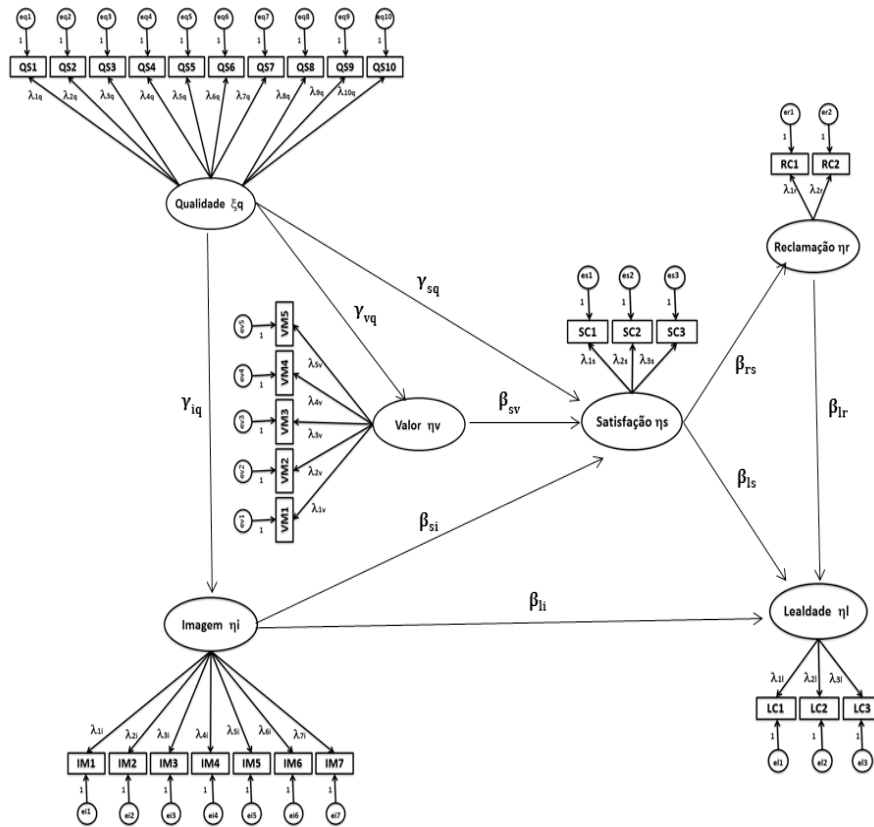 eq1 eq2 eq3 eq4 eq5 eq6 eq7 eq8 eq9 eq10
1 1 1 1 1 1 1 1 1 1
QS1 QS2 QS3 QS4 QS5 QS6 QS7 QS8 QS9 QS10
λ1q λ2q λ3q λ4q λ5q λ6q λ7q λ8q λ9q λ10q
er1 er2
1 1
RC1 RC2
λ1r λ2r
Qualidade ξq
Reclamação ηr
γsq
γvq
es1 es2 es3
1 1 1
SC1 SC2 SC3
λ1s λ2s λ3s
ev5 1 VM5 λ5v
ev4 1 VM4 λ4v
ev3 1 VM3 λ3v
ev2 1 VM2 λ2v
ev1 1 VM1 λ1v
γiq
Valor ηv
βsv
Satisfação ηs
βrs
βlr
βls
βsi
βli
Imagem ηi
Lealdade ηl
λ1i λ2i λ3i λ4i λ5i λ6i λ7i
IM1 IM2 IM3 IM4 IM5 IM6 IM7
1 1 1 1 1 1 1
ei1 ei2 ei3 ei4 ei5 ei6 ei7
λ1l λ2l λ3l
LC1 LC2 LC3
1 1 1
el1 el2 el3